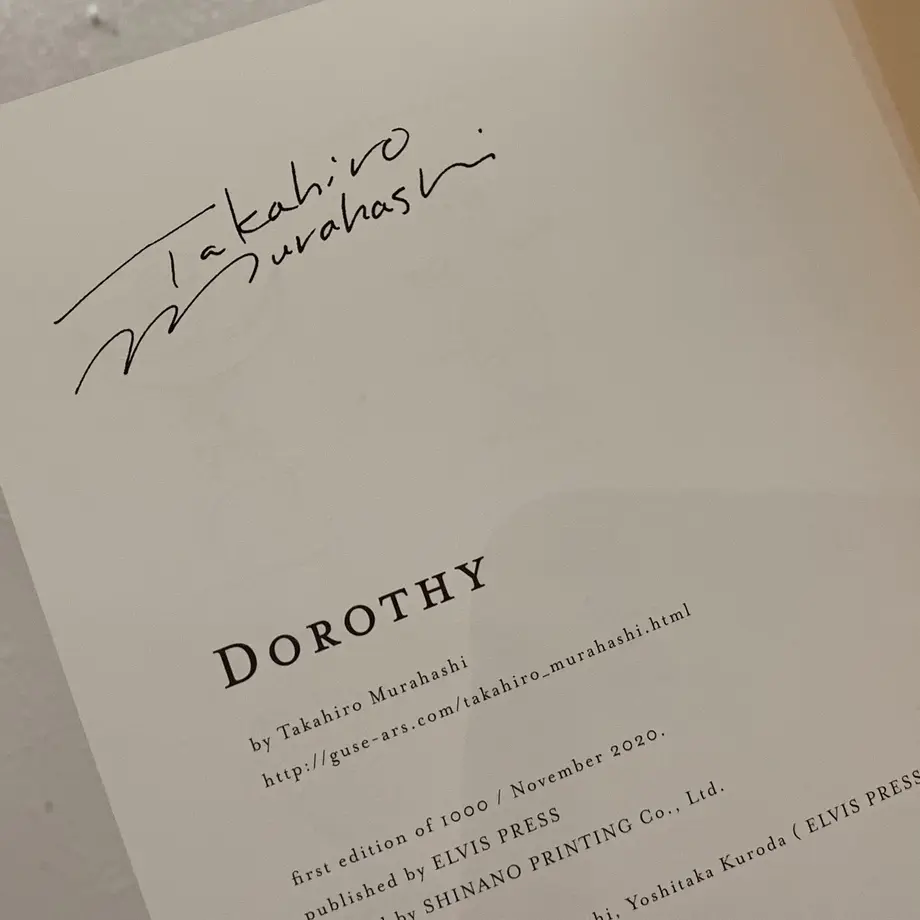 Takahiro
Murahashi
DOROTHY
by Takahiro Murahashi
http://guse-ars.com/takahiro_murahashi.html
first edition of 1000 / November 2020.
published by ELVIS PRESS
by SHINANO PRINTING Co., Ltd.
Yoshitaka Kuroda ( ELVIS PRESS